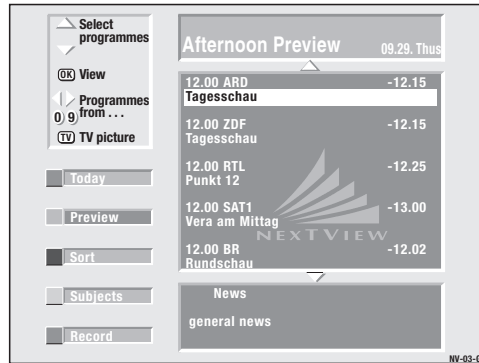 Select
programmes
OK View
Programmes
0 9 from . . .
TV TV picture
Today
Preview
Sort
Subjects
Record
Afternoon Preview 09.29. Thus
12.00 ARD -12.15
Tagesschau
12.00 ZDF -12.15
Tagesschau
12.00 RTL -12.25
Punkt 12
12.00 SAT1 -13.00
Vera am Mittag
NEXTVIEW
12.00 BR -12.02
Rundschau
News
general news